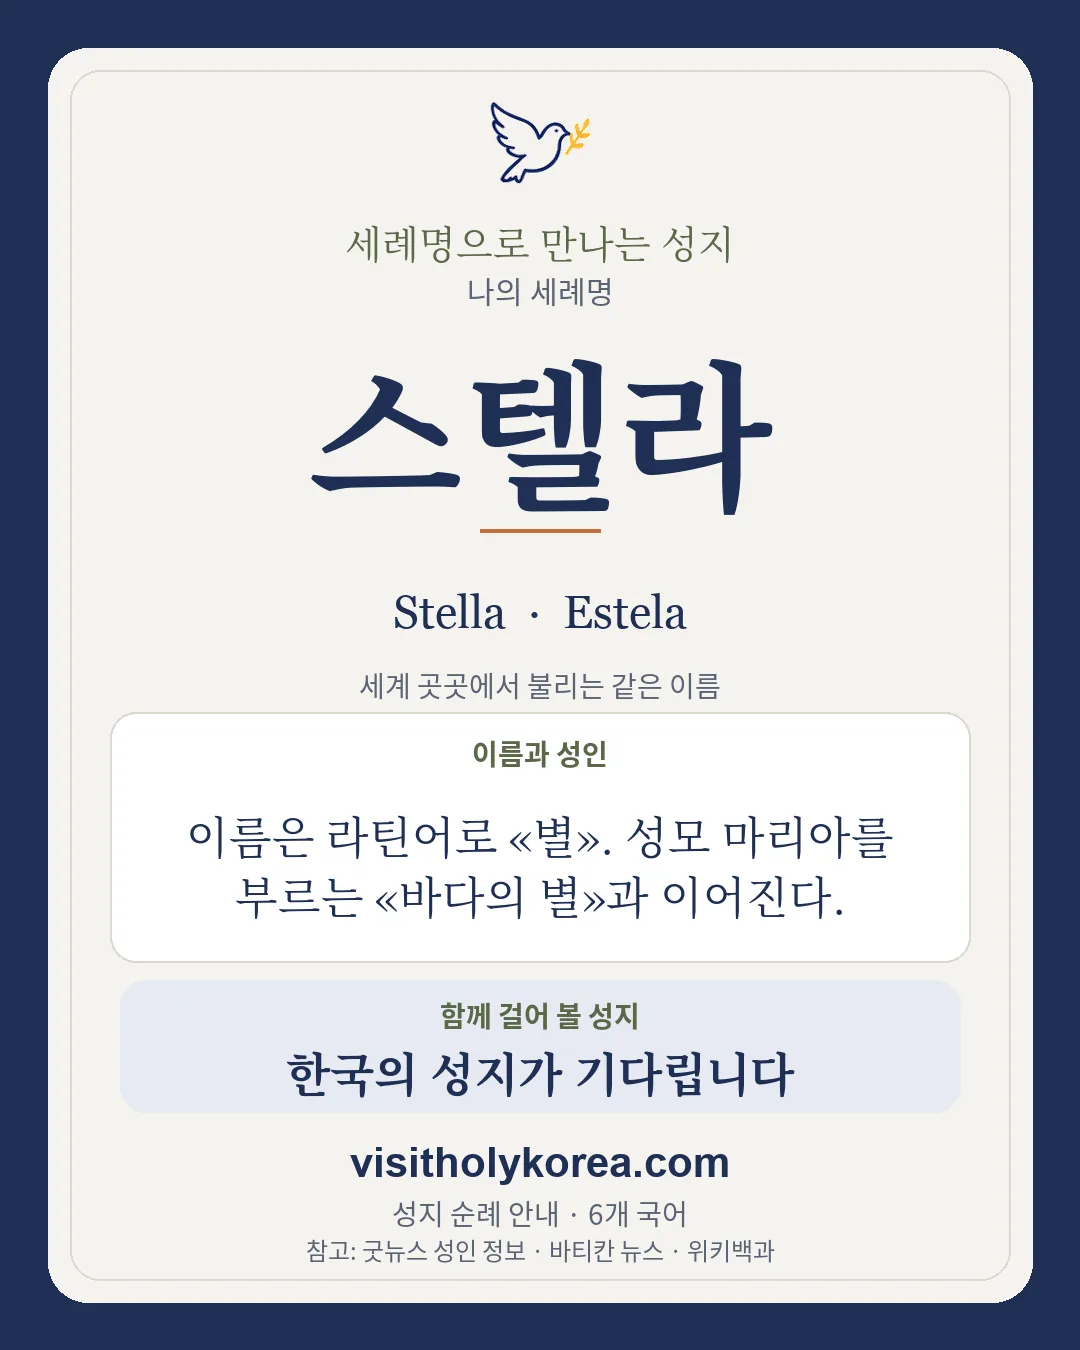 세례명으로 만나는 성지
나의 세례명
스텔라
Stella · Estela
세계 곳곳에서 불리는 같은 이름
이름과 성인
이름은 라틴어로 «별». 성모 마리아를
부르는 «바다의 별»과 이어진다.
함께 걸어 볼 성지
한국의 성지가 기다립니다
visitholykorea.com
성지 순례 안내 · 6개 국어
참고: 굿뉴스 성인 정보 · 바티칸 뉴스 · 위키백과